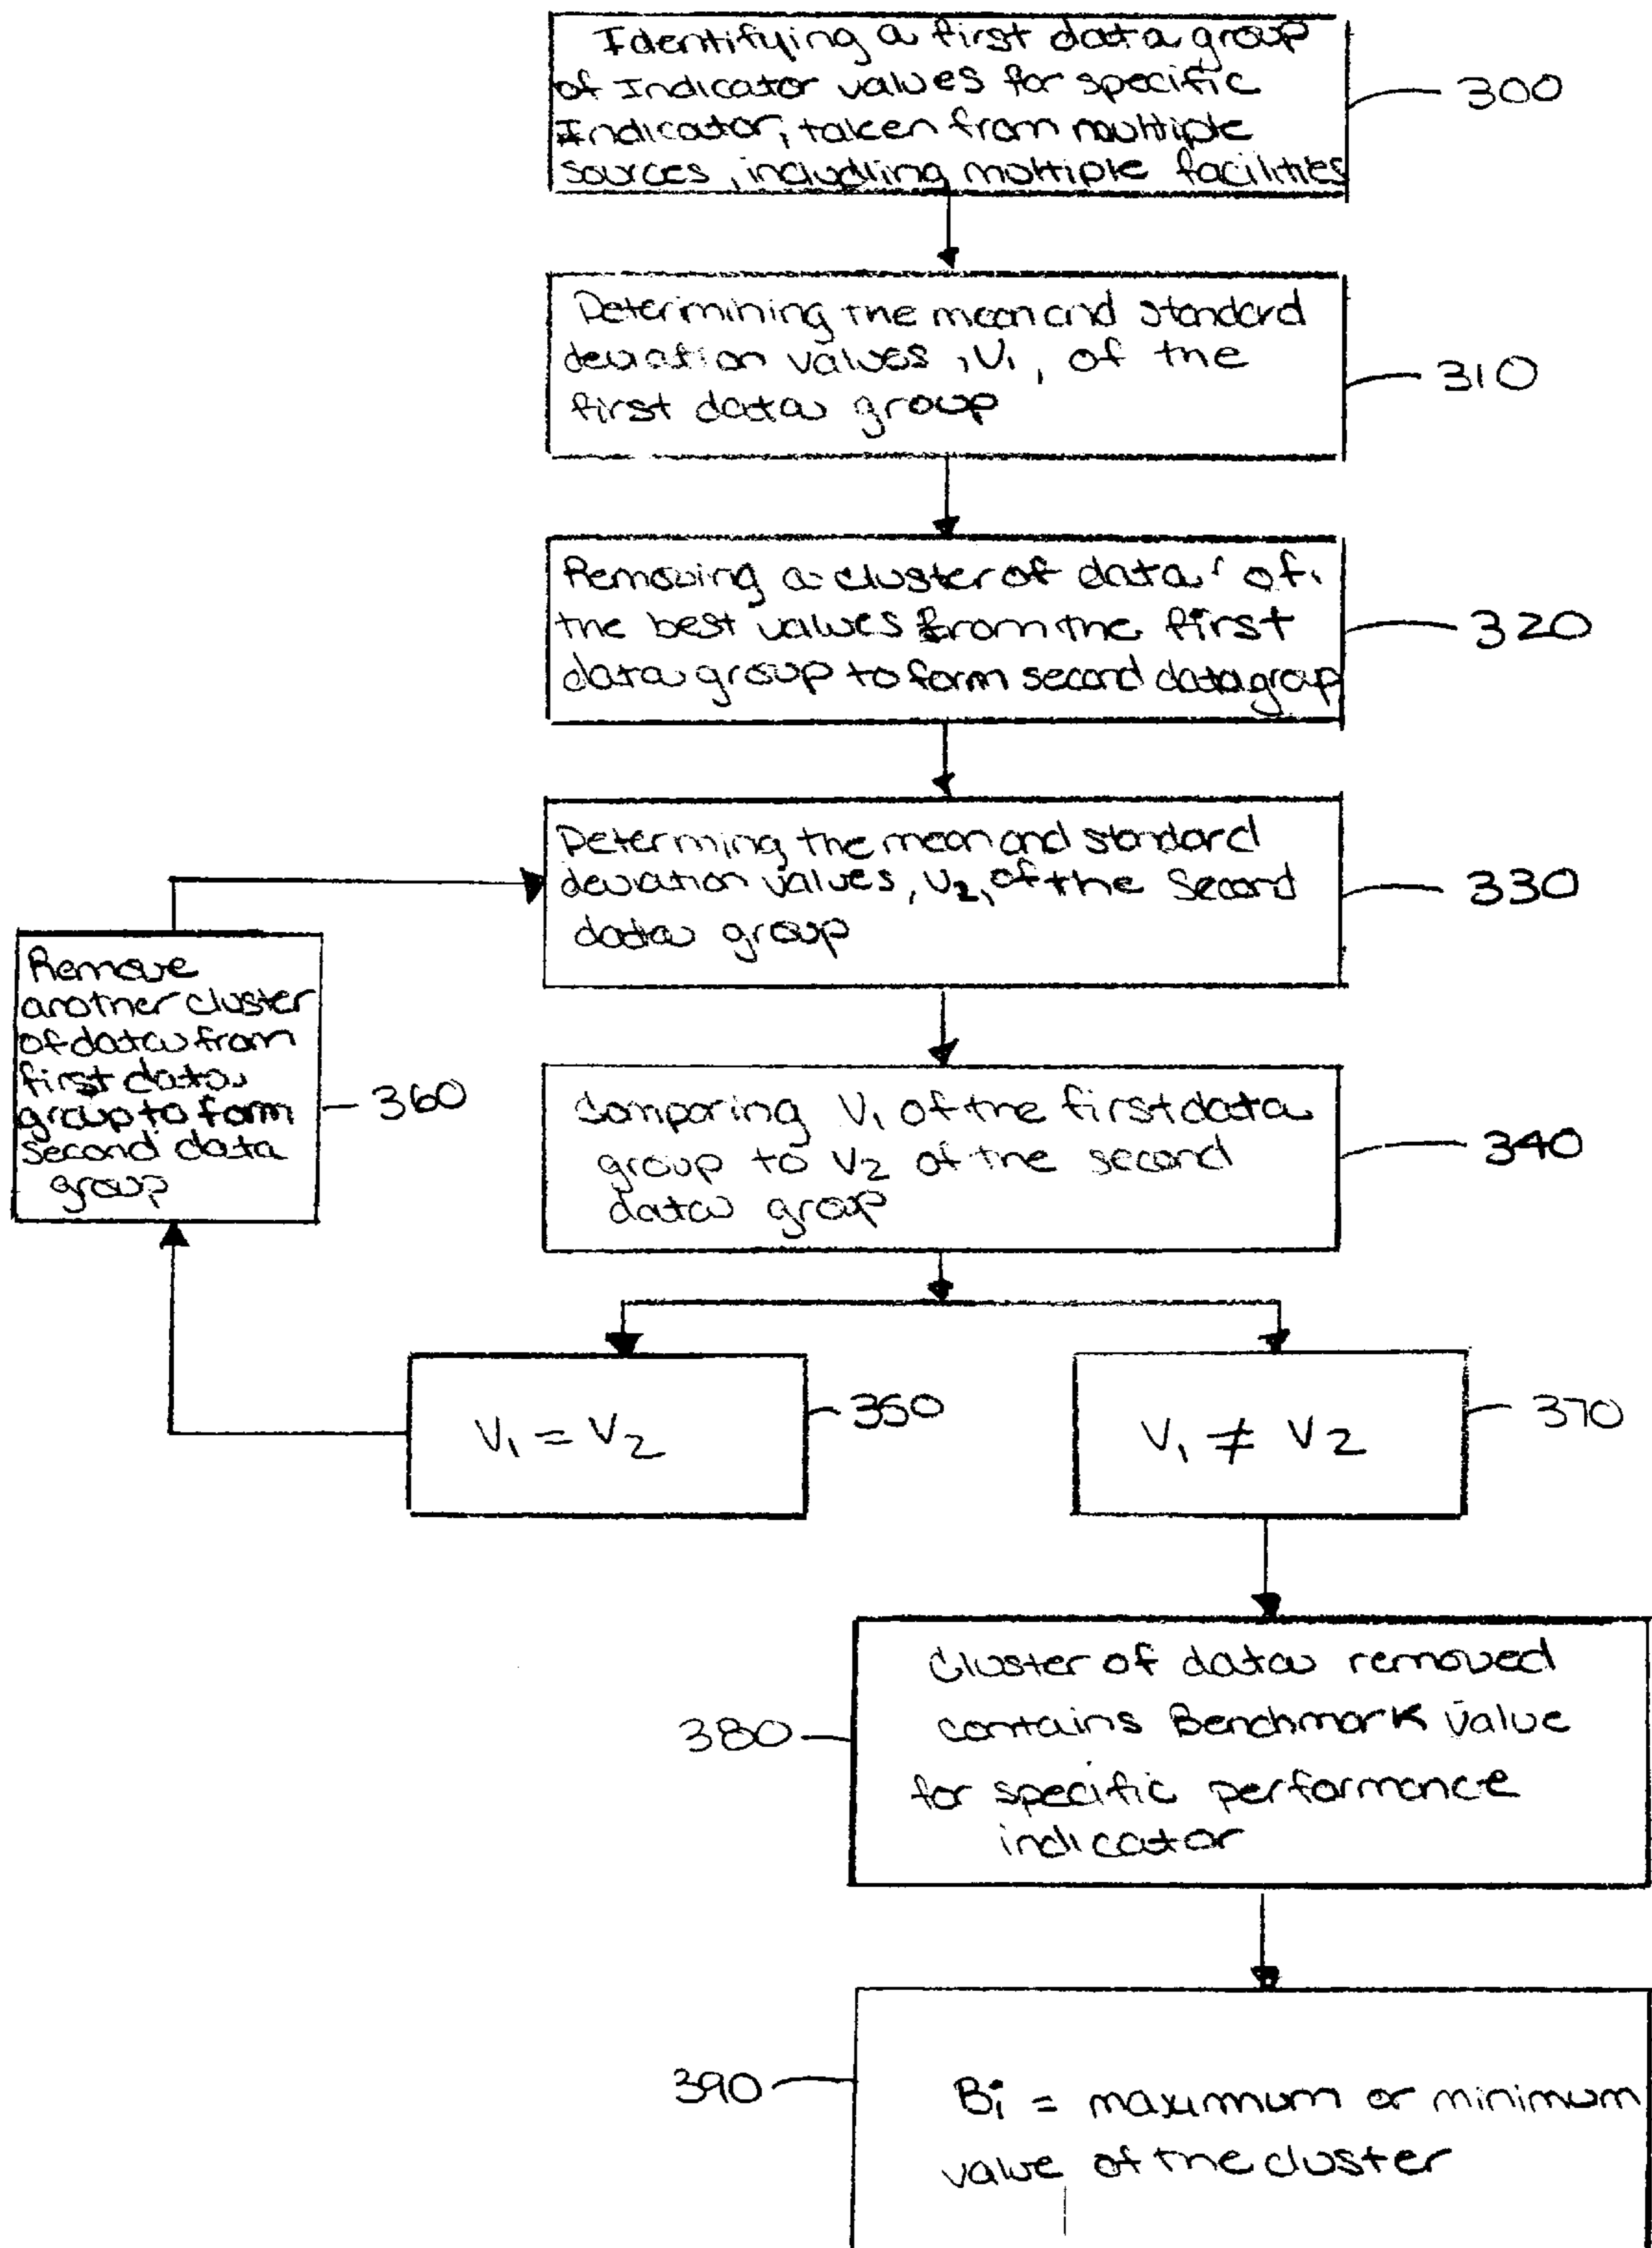 Identifying a first data group
of Indicator values for specific
Indicator, taken from multiple
sources, including multiple facilities
300
Determining the mean and standard
deviation values, V1, of the
first data group
310
Removing a cluster of data of
the best values from the first
data group to form second data group
320
Determing the mean and standard
deviation values, V2, of the Second
data group
330
Remove
another cluster
of data from
first data
group to form
second data
group
360
Comparing V1 of the first data
group to V2 of the second
data group
340
V1 = V2
350
V1 ≠ V2
370
Cluster of data removed
contains Benchmark value
for specific performance
indicator
380
Bi = maximum or minimum
value of the cluster
390